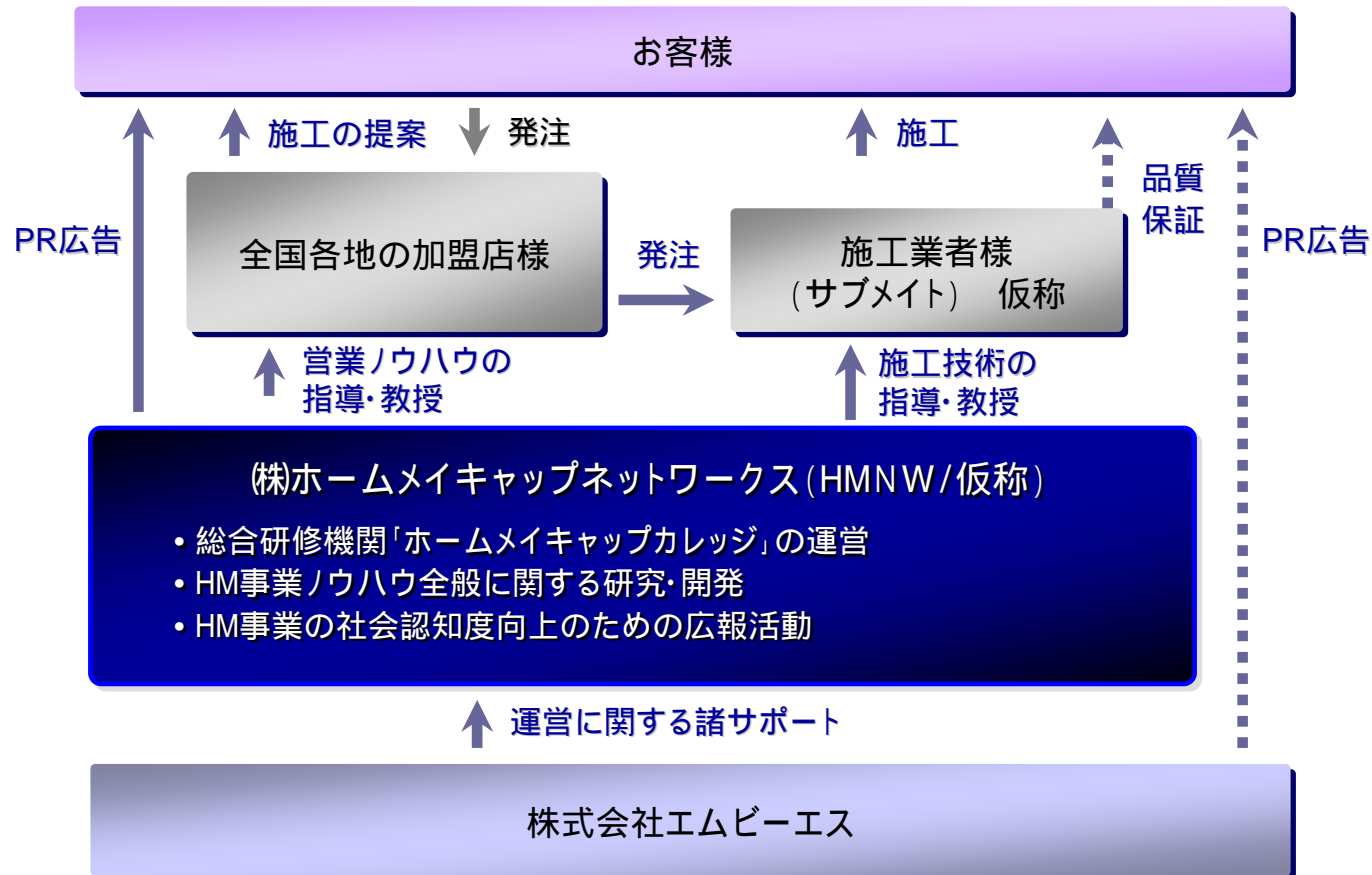 お客様
施工の提案
発注
施工
品質
保証
PR広告
PR広告
全国各地の加盟店様
発注
施工業者様
(サブメイト)　仮称
営業ノウハウの
指導・教授
施工技術の
指導・教授
㈱ホームメイキャップネットワークス(HMNW/仮称)
• 総合研修機関「ホームメイキャップカレッジ」の運営
• HM事業ノウハウ全般に関する研究・開発
• HM事業の社会認知度向上のための広報活動
運営に関する諸サポート
株式会社エムビーエス